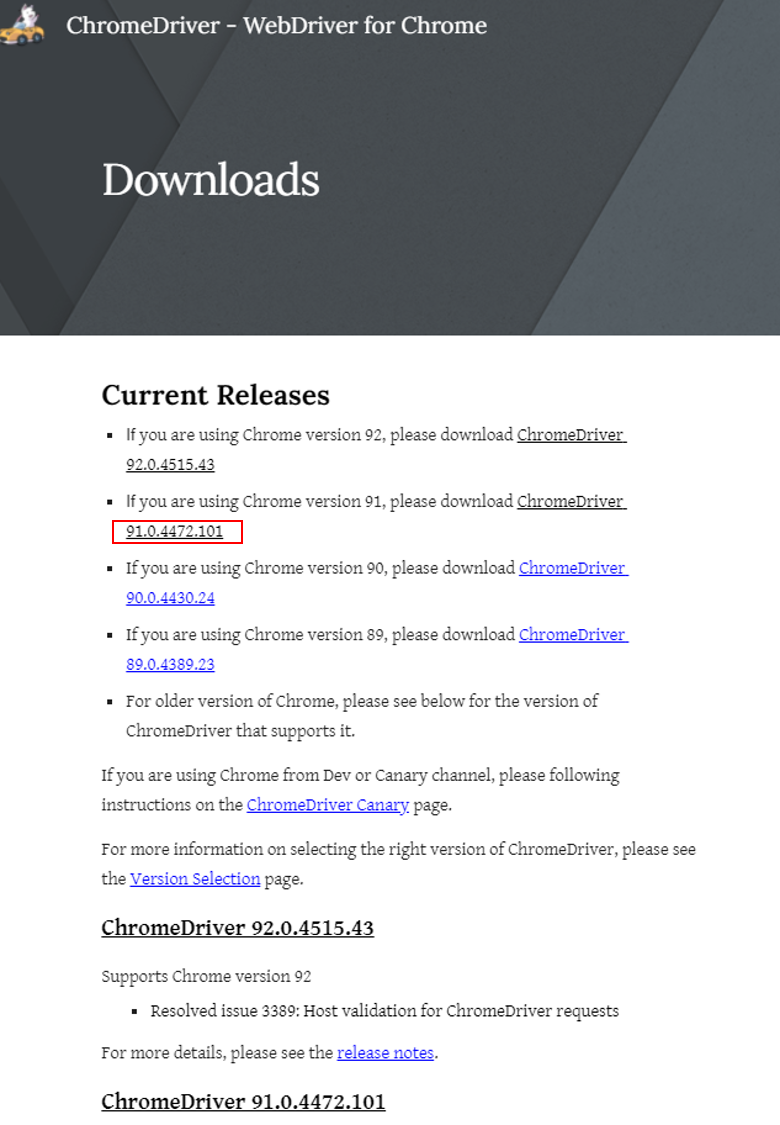 ChromeDriver - WebDriver for Chrome
Downloads
Current Releases
If you are using Chrome version 92, please download ChromeDriver
92.0.4515.43
If you are using Chrome version 91, please download ChromeDriver
91.0.4472.101
If you are using Chrome version 90, please download ChromeDriver
90.0.4430.24
If you are using Chrome version 89, please download ChromeDriver
89.0.4389.23
For older version of Chrome, please see below for the version of
ChromeDriver that supports it.
If you are using Chrome from Dev or Canary channel, please following
instructions on the ChromeDriver Canary page.
For more information on selecting the right version of ChromeDriver, please see
the Version Selection page.
ChromeDriver 92.0.4515.43
Supports Chrome version 92
Resolved issue 3389: Host validation for ChromeDriver requests
For more details, please see the release notes.
ChromeDriver 91.0.4472.101